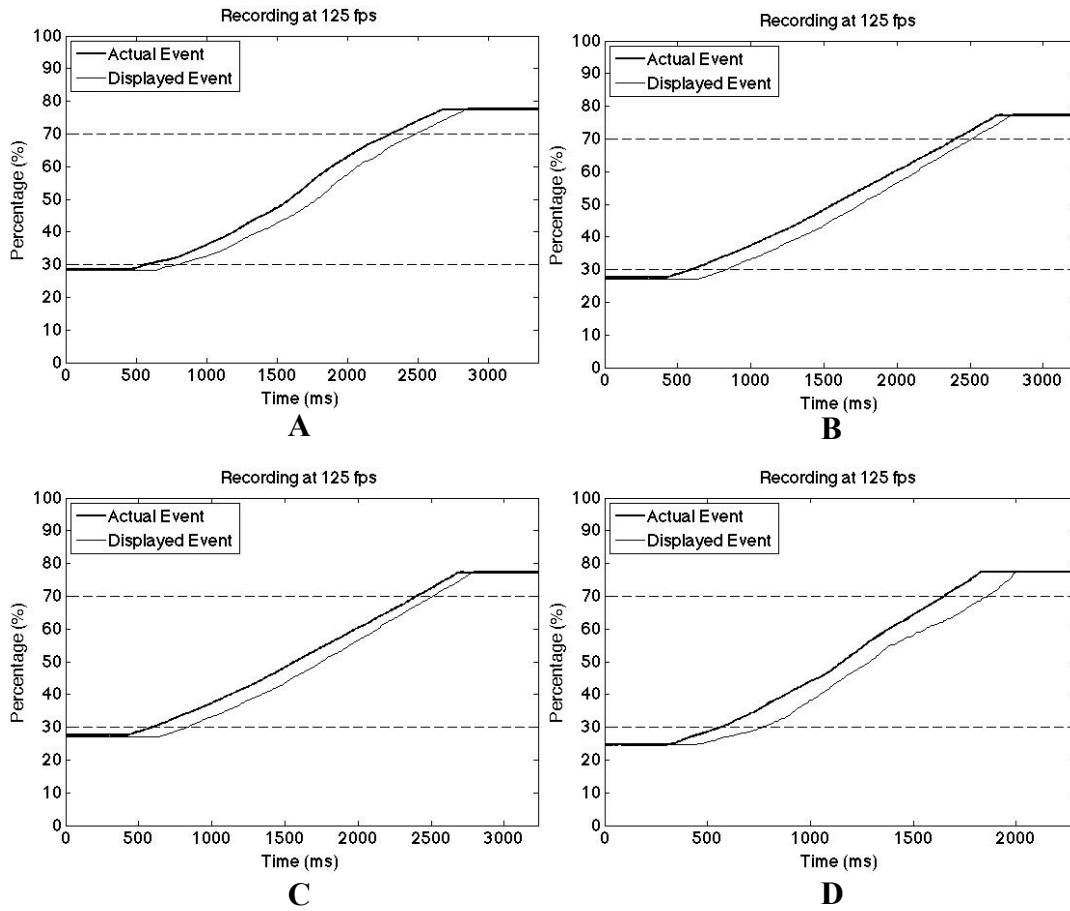 Recording at 125 fps
Actual Event
Displayed Event
Percentage (%)
100
90
80
70
60
50
40
30
20
10
0
0 500 1000 1500 2000 2500 3000
Time (ms)
A
Recording at 125 fps
Actual Event
Displayed Event
Percentage (%)
100
90
80
70
60
50
40
30
20
10
0
0 500 1000 1500 2000 2500 3000
Time (ms)
B
Recording at 125 fps
Actual Event
Displayed Event
Percentage (%)
100
90
80
70
60
50
40
30
20
10
0
0 500 1000 1500 2000 2500 3000
Time (ms)
C
Recording at 125 fps
Actual Event
Displayed Event
Percentage (%)
100
90
80
70
60
50
40
30
20
10
0
0 500 1000 1500 2000
Time (ms)
D